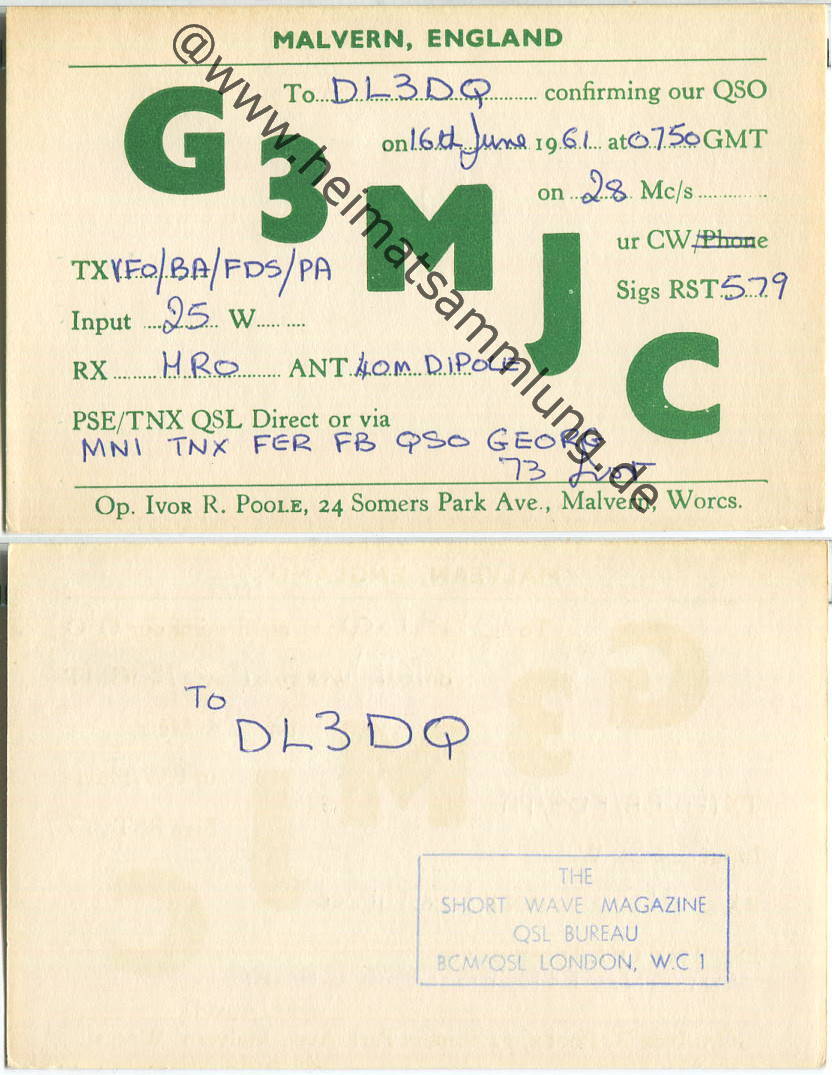 MALVERN, ENGLAND
To DL3DQ confirming our QSO
on 16th June 1961 at 0750 GMT
on 28 Mc/s
G3MJC
ur CW/Phone
TX VFO/BA/FDS/PA
Sigs RST 579
Input 25 W
RX HRO ANT 40M DIPOLE
PSE/TNX QSL Direct or via
MNI TNX FER FB QSO GEORG
73 Ivor
Op. IVOR R. POOLE, 24 Somers Park Ave., Malvern, Worcs.
@www.heimatsammlung.de
To
DL3DQ
THE
SHORT WAVE MAGAZINE
QSL BUREAU
BCM/QSL LONDON, W.C 1